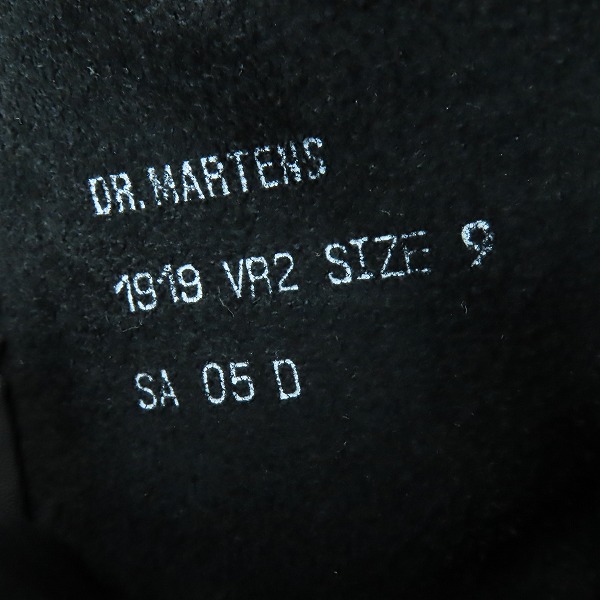 DR.MARTENS
1919 VR2 SIZE 9
SA 05 D